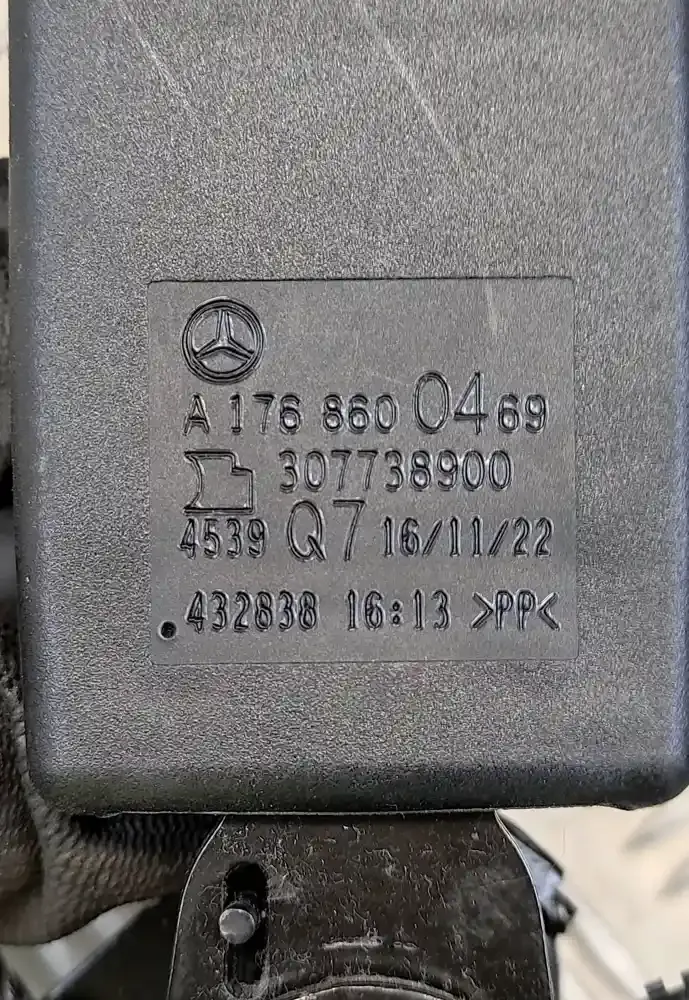 A 176 860 04 69
307738900
4539 Q7 16/11/22
.432838 16:13 >PP<